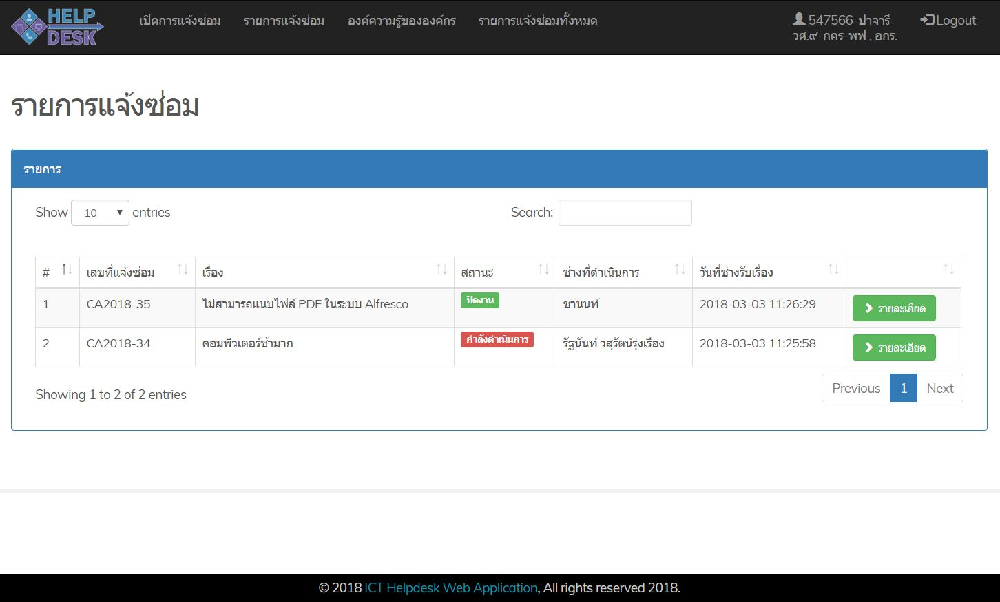 HELP DESK
เปิดการแจ้งซ่อม รายการแจ้งซ่อม องค์ความรู้ขององค์กร รายการแจ้งซ่อมทั้งหมด 547566-ปาจารี Logout
วศ.๙-กคร-พฟ , อกร.
รายการแจ้งซ่อม
รายการ
Show 10 entries Search:
# เลขที่แจ้งซ่อม เรื่อง สถานะ ช่างที่ดำเนินการ วันที่ช่างรับเรื่อง
1 CA2018-35 ไม่สามารถแนบไฟล์ PDF ในระบบ Alfresco ปิดงาน ชานนท์ 2018-03-03 11:26:29 รายละเอียด
2 CA2018-34 คอมพิวเตอร์ช้ามาก กำลังดำเนินการ รัฐนันท์ วสุรัตน์รุ่งเรือง 2018-03-03 11:25:58 รายละเอียด
Showing 1 to 2 of 2 entries Previous 1 Next
© 2018 ICT Helpdesk Web Application, All rights reserved 2018.